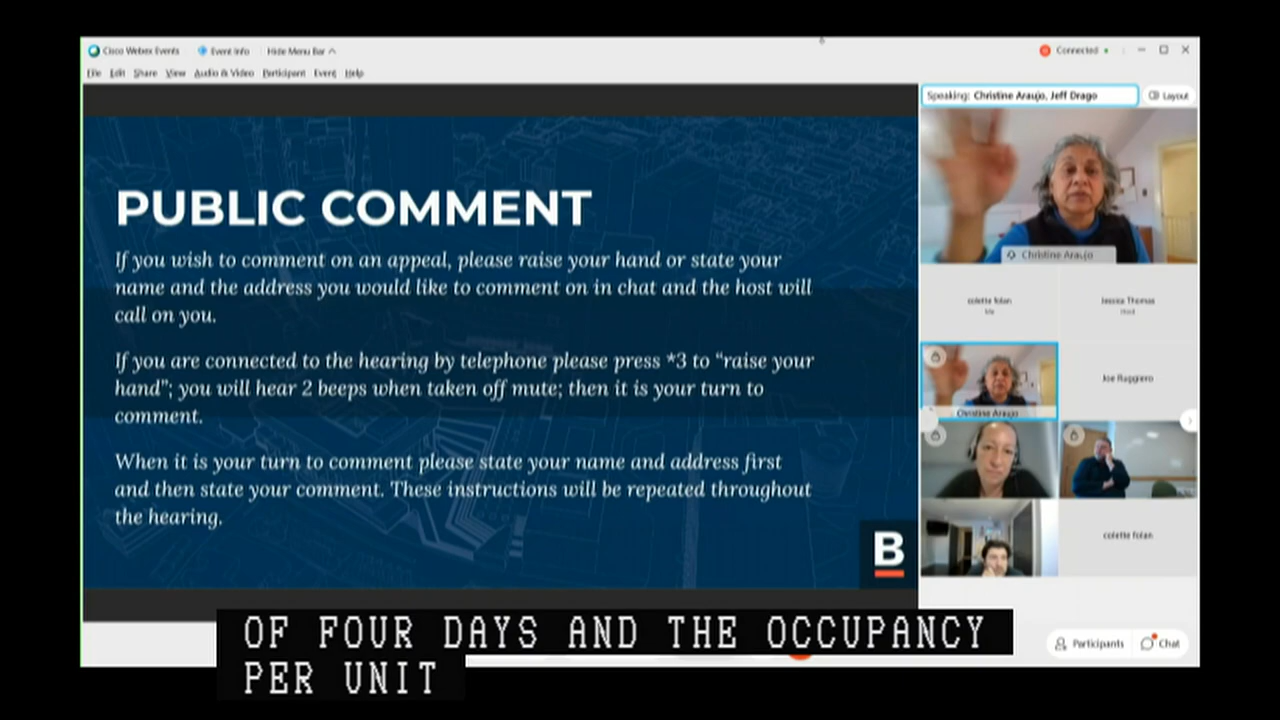 Cisco Webex Events
Event Info
Hide Menu Bar
Connected
File Edit Share View Audio & Video Participant Event Help
Speaking: Christine Araujo, Jeff Drago
Layout
Christine Araujo
PUBLIC COMMENT
If you wish to comment on an appeal, please raise your hand or state your
name and the address you would like to comment on in chat and the host will
call on you.
If you are connected to the hearing by telephone please press *3 to “raise your
hand”; you will hear 2 beeps when taken off mute; then it is your turn to
comment.
When it is your turn to comment please state your name and address first
and then state your comment. These instructions will be repeated throughout
the hearing.
B
colette folan
Me
Jessica Thomas
Host
Christine Araujo
Joe Ruggiero
colette folan
OF FOUR DAYS AND THE OCCUPANCY
PER UNIT
Participants
Chat